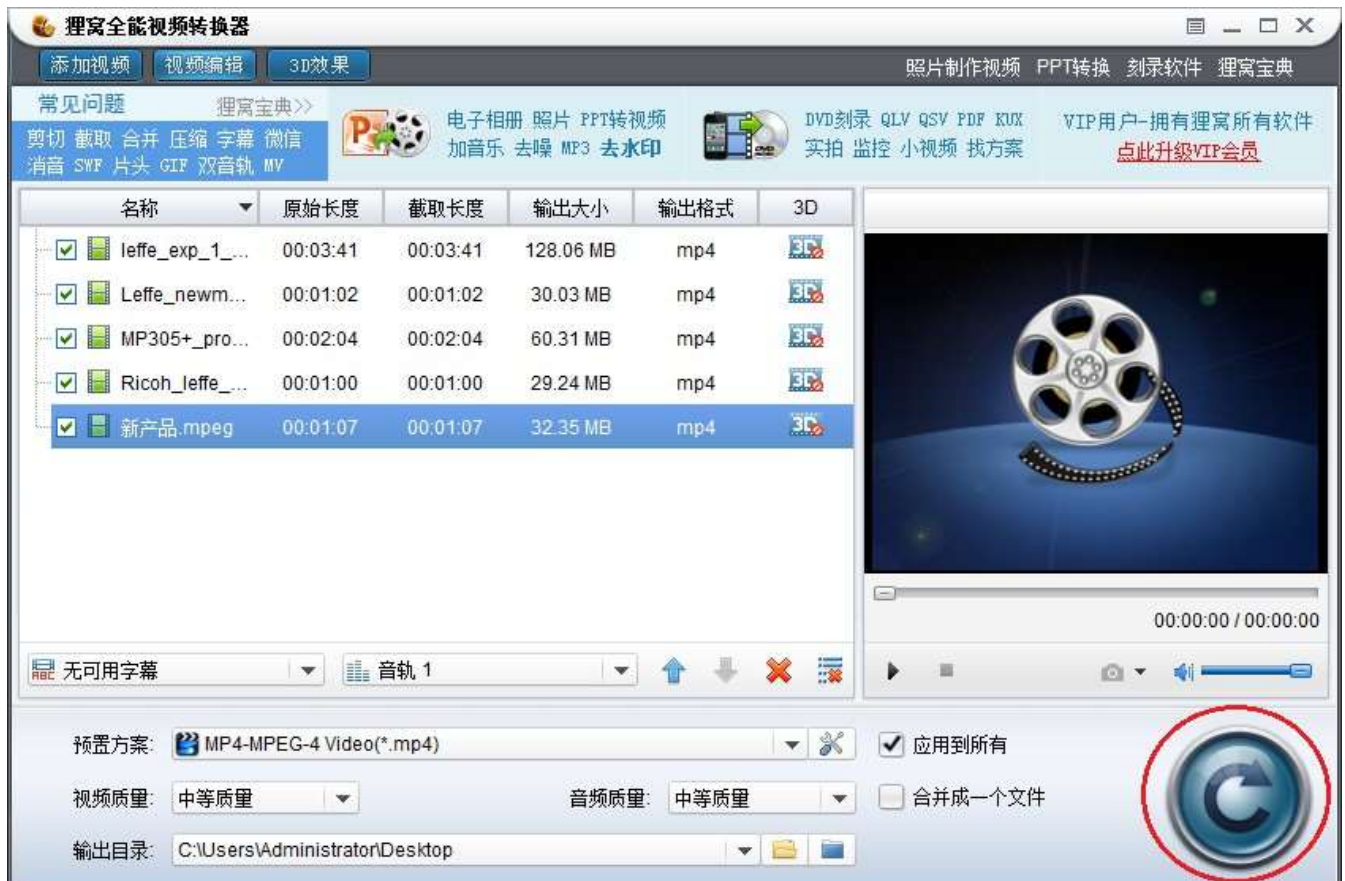 狸窝全能视频转换器
添加视频 视频编辑 3D效果 照片制作视频 PPT转换 刻录软件 狸窝宝典
常见问题 狸窝宝典>>
剪切 截取 合并 压缩 字幕 微信
消音 SWF 片头 GIF 双音轨 MV
电子相册 照片 PPT转视频
加音乐 去噪 MP3 去水印
DVD刻录 QLV QSV PDF KUX
实拍 监控 小视频 找方案
VIP用户-拥有狸窝所有软件
点此升级VIP会员
名称 原始长度 截取长度 输出大小 输出格式 3D
leffe_exp_1_... 00:03:41 00:03:41 128.06 MB mp4 3D
Leffe_newm... 00:01:02 00:01:02 30.03 MB mp4 3D
MP305+_pro... 00:02:04 00:02:04 60.31 MB mp4 3D
Ricoh_leffe_... 00:01:00 00:01:00 29.24 MB mp4 3D
新产品.mpeg 00:01:07 00:01:07 32.35 MB mp4 3D
00:00:00 / 00:00:00
ABC 无可用字幕 音轨 1
预置方案: MP4-MPEG-4 Video(*.mp4) 应用到所有
视频质量: 中等质量 音频质量: 中等质量 合并成一个文件
输出目录: C:\Users\Administrator\Desktop